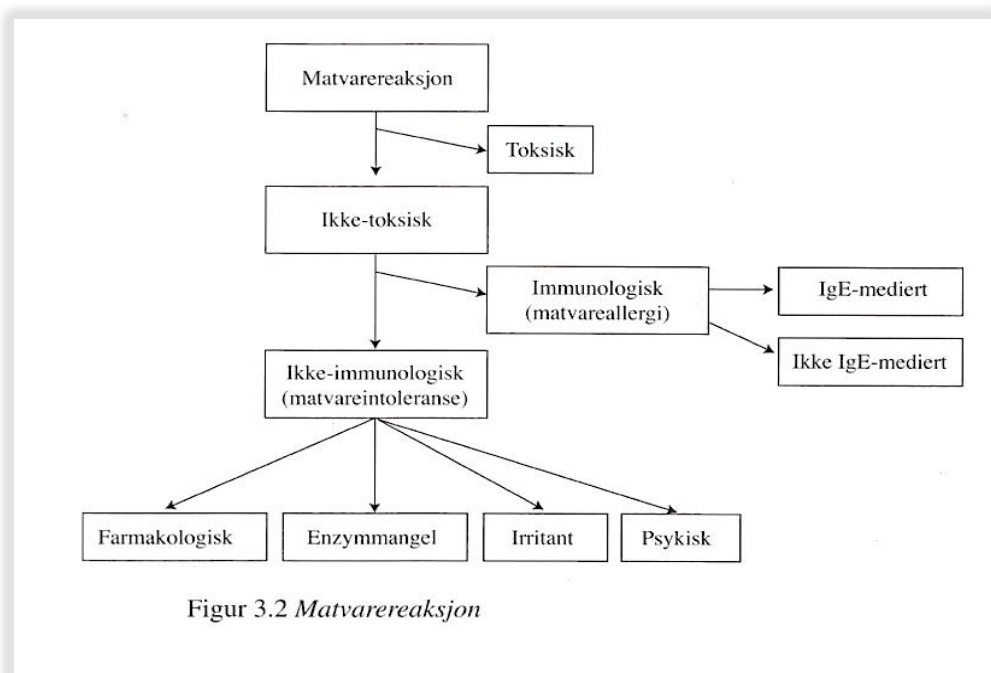 Matvarereaksjon
Toksisk
Ikke-toksisk
Immunologisk
(matvareallergi)
IgE-mediert
Ikke IgE-mediert
Ikke-immunologisk
(matvareintoleranse)
Farmakologisk
Enzymmangel
Irritant
Psykisk
Figur 3.2 Matvarereaksjon